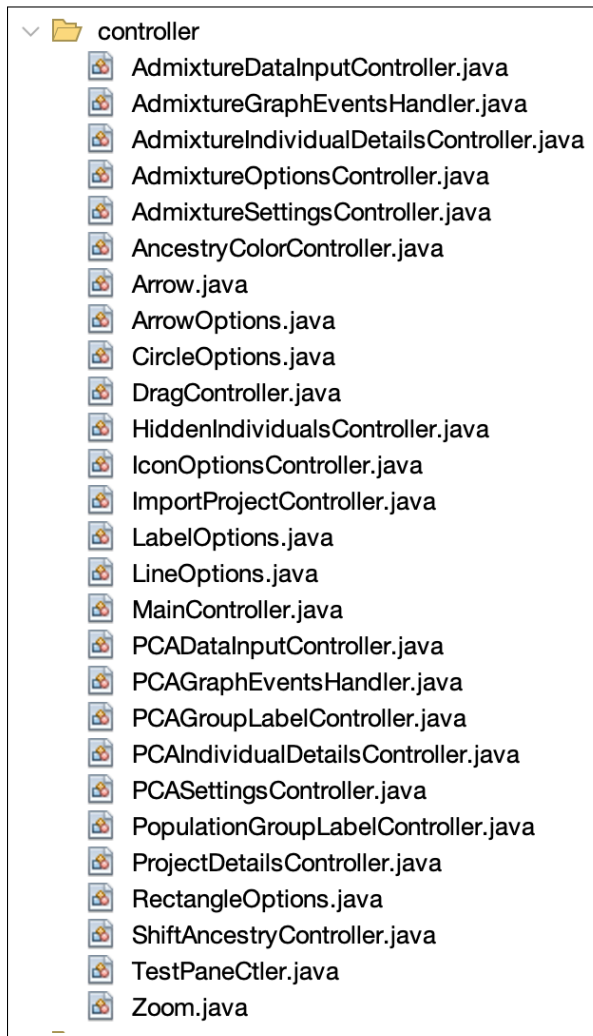 controller
AdmixtureDataInputController.java
AdmixtureGraphEventsHandler.java
AdmixtureIndividualDetailsController.java
AdmixtureOptionsController.java
AdmixtureSettingsController.java
AncestryColorController.java
Arrow.java
ArrowOptions.java
CircleOptions.java
DragController.java
HiddenIndividualsController.java
IconOptionsController.java
ImportProjectController.java
LabelOptions.java
LineOptions.java
MainController.java
PCADataInputController.java
PCAGraphEventsHandler.java
PCAGroupLabelController.java
PCAIndividualDetailsController.java
PCASettingsController.java
PopulationGroupLabelController.java
ProjectDetailsController.java
RectangleOptions.java
ShiftAncestryController.java
TestPaneCtler.java
Zoom.java